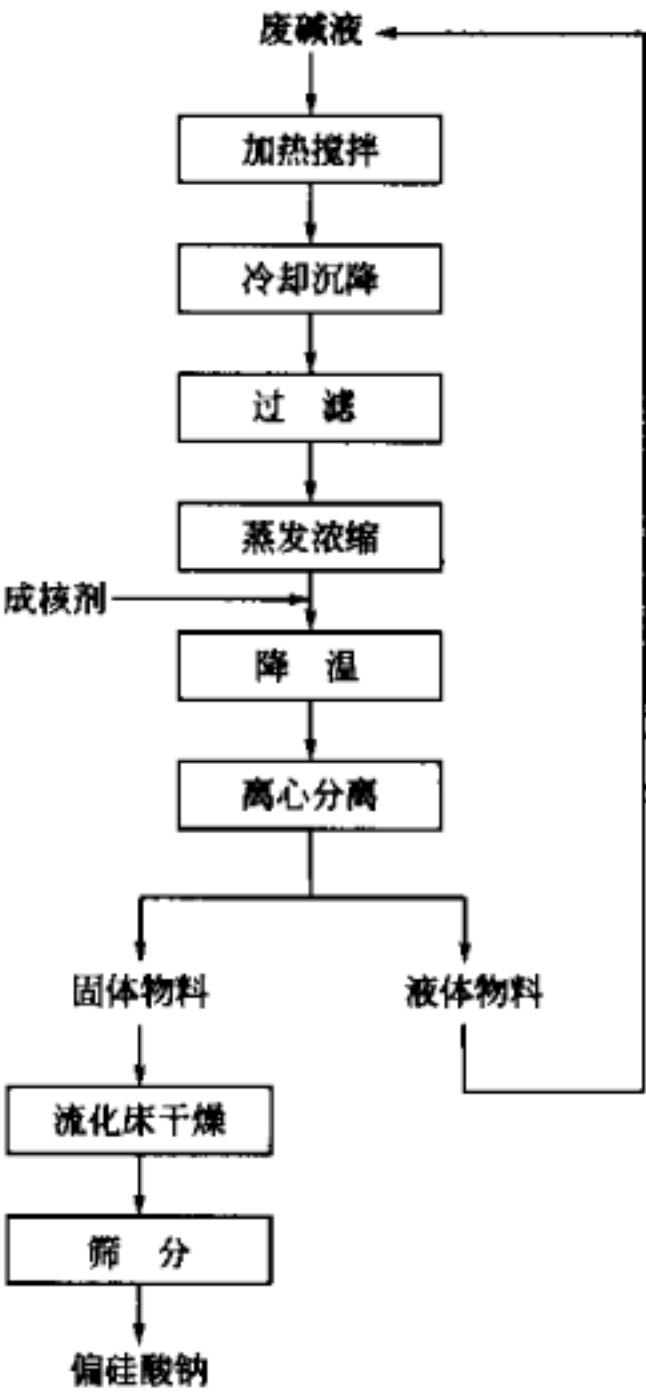 废碱液
加热搅拌
冷却沉降
过 滤
蒸发浓缩
成核剂
降 温
离心分离
固体物料 液体物料
流化床干燥
筛 分
偏硅酸钠